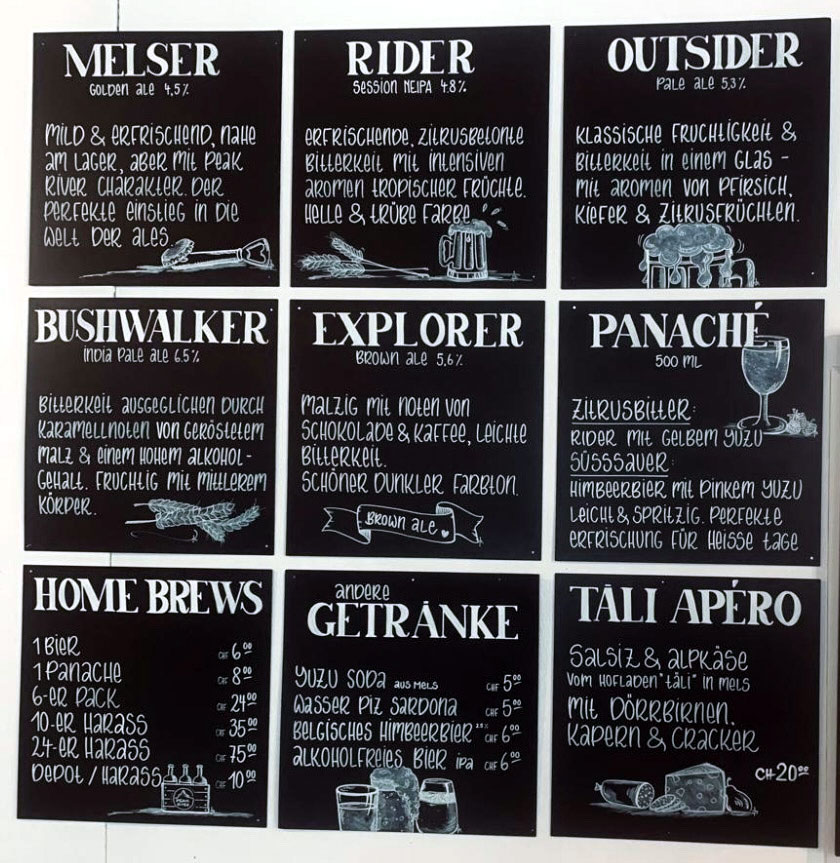 MELSER
Golden ale 4,5%
MILD & ERFRISCHEND, NAHE
AM LAGER, ABER MIT PEAK
RIVER CHARAKTER. DER
PERFEKTE EINSTIEG IN DIE
WELT DER ALES.
RIDER
Session NEIPA 4.8%
ERFRISCHENDE, ZITRUSBETONTE
BITTERKEIT MIT INTENSIVEN
AROMEN TROPISCHER FRÜCHTE.
HELLE & TRÜBE FARBE
OUTSIDER
Pale ale 5,3%
KLASSISCHE FRUCHTIGKEIT &
BITTERKEIT IN EINEM GLAS -
MIT AROMEN VON PFIRSICH,
KIEFER & ZITRUSFRÜCHTEN.
BUSHWALKER
India Pale ale 6.5%
BITTERKEIT AUSGEGLICHEN DURCH
KARAMELLNOTEN VON GERÖSTETEM
MALZ & EINEM HOHEM ALKOHOL-
GEHALT. FRUCHTIG MIT MITTLEREM
KÖRPER.
EXPLORER
Brown ale 5,6%
MALZIG MIT NOTEN VON
SCHOKOLADE & KAFFEE, LEICHTE
BITTERKEIT.
SCHÖNER DUNKLER FARBTON.
Brown ale
PANACHÉ
500 ML
ZITRUSBITTER:
RIDER MIT GELBEM YUZU
SÜSSSAUER:
HIMBEERBIER MIT PINKEM YUZU
LEICHT & SPRITZIG. PERFEKTE
ERFRISCHUNG FÜR HEISSE TAGE
HOME BREWS
1 BIER CHF 6.00
1 PANACHE CHF 8.00
6-ER PACK CHF 24.00
10-ER HARASS CHF 35.00
24-ER HARASS CHF 75.00
DEPOT / HARASS CHF 10.00
andere
GETRÄNKE
YUZU SODA AUS MELS CHF 5.00
WASSER PIZ SARDONA CHF 5.00
BELGISCHES HIMBEERBIER CHF 6.00
ALKOHOLFREIES BIER IPA CHF 6.00
TÄLI APÉRO
SALSIZ & ALPKÄSE
VOM HOFLADEN "TÄLI" IN MELS
MIT DÖRRBIRNEN,
KAPERN & CRACKER
CH 20.00